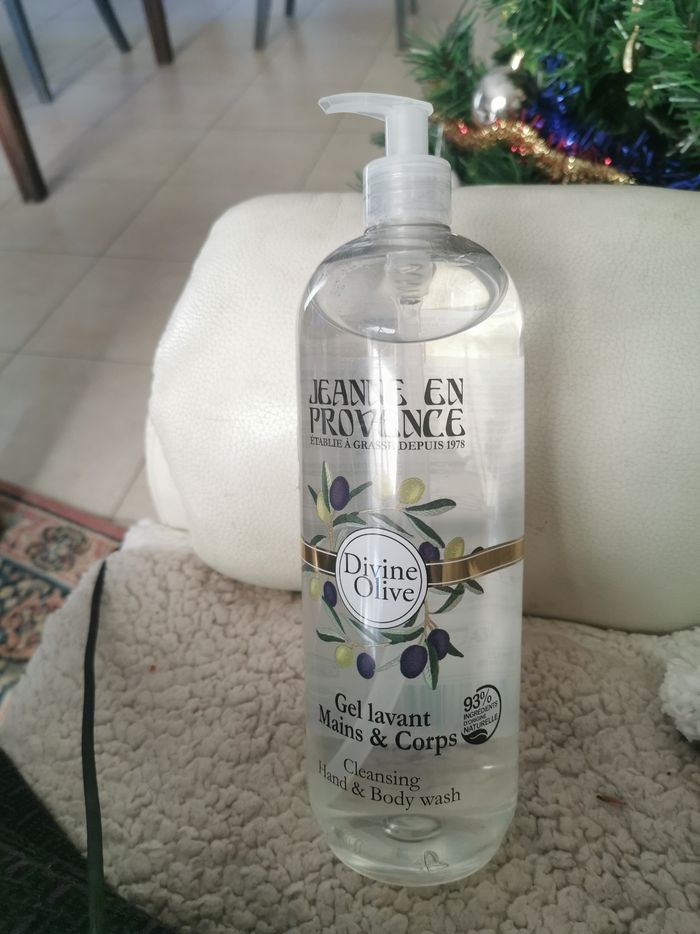 JEANNE EN
PROVENCE
ÉTABLIE À GRASSE DEPUIS 1978
Divine
Olive
Gel lavant
Mains & Corps
93%
INGRÉDIENTS
D'ORIGINE
NATURELLE
Cleansing
Hand & Body wash